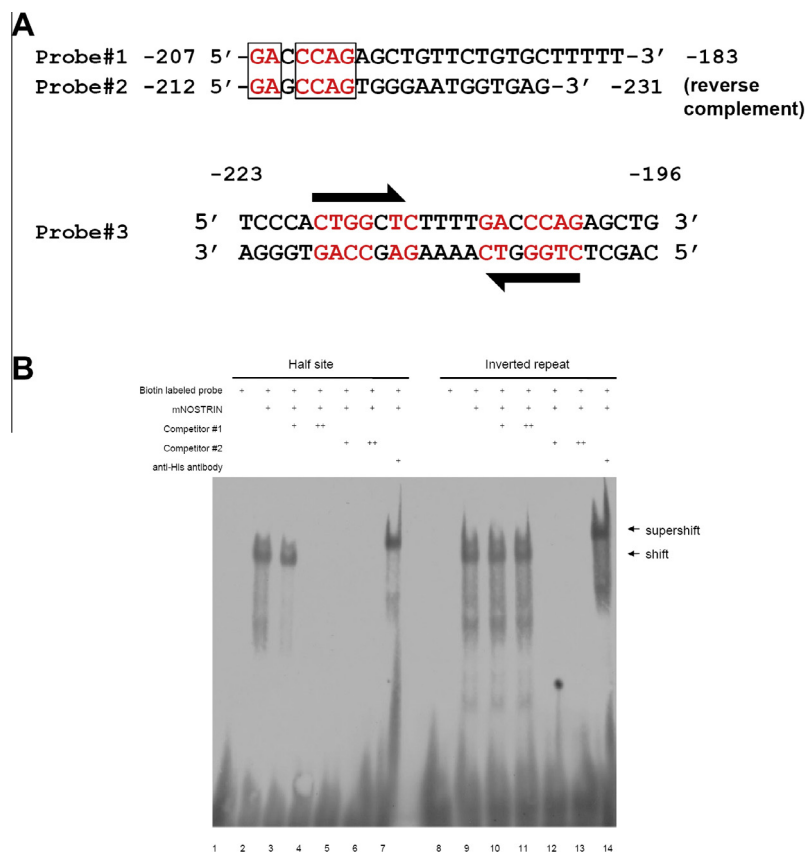 A
Probe#1 -207 5′-GACCCAGAGCTGTTCTGTGCTTTTT-3′ -183
Probe#2 -212 5′-GAGCCAGTGGGAATGGTGAG-3′ -231 (reverse complement)
-223 -196
Probe#3
5′ TCCCACTGGCTCTTTTGACCCAGAGCTG 3′
3′ AGGGTGACCGAGAAAACTGGGTCTCGAC 5′
B
Half site Inverted repeat
Biotin labeled probe + + + + + + + + + + + + +
mNOSTRIN + + + + + + + + + + + +
Competitor #1 + ++ + ++
Competitor #2 + ++ + ++
anti-His antibody + +
supershift
shift
1 2 3 4 5 6 7 8 9 10 11 12 13 14